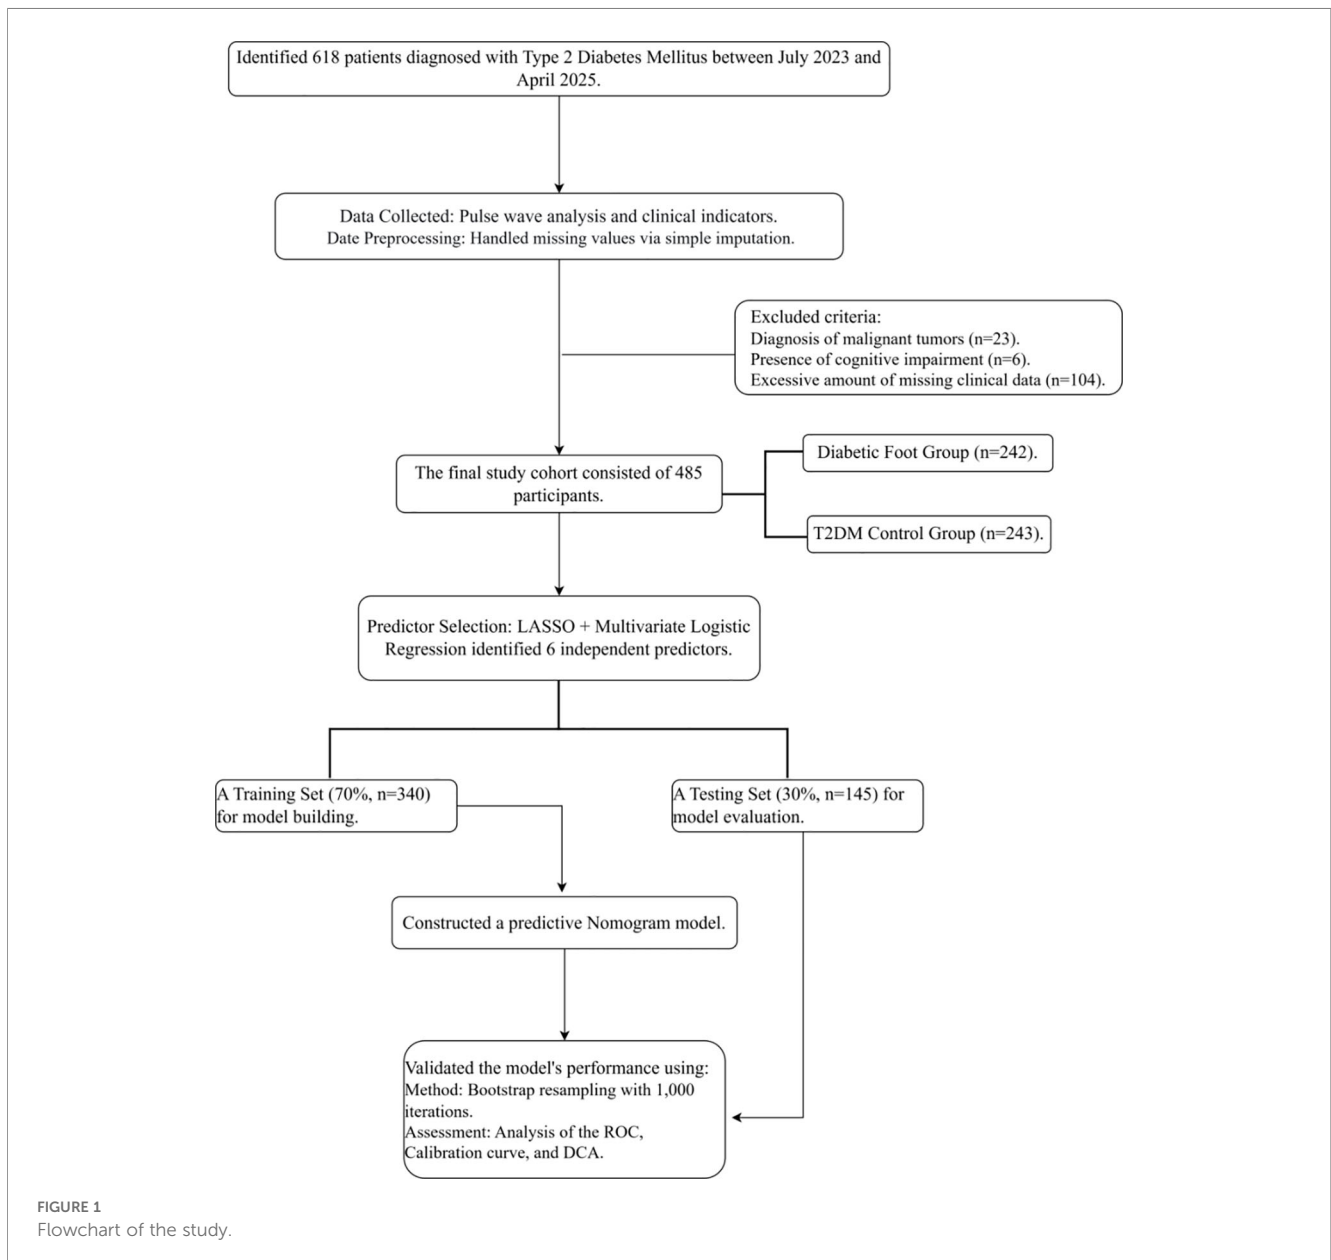 Identified 618 patients diagnosed with Type 2 Diabetes Mellitus between July 2023 and
April 2025.
Data Collected: Pulse wave analysis and clinical indicators.
Date Preprocessing: Handled missing values via simple imputation.
Excluded criteria:
Diagnosis of malignant tumors (n=23).
Presence of cognitive impairment (n=6).
Excessive amount of missing clinical data (n=104).
The final study cohort consisted of 485
participants.
Diabetic Foot Group (n=242).
T2DM Control Group (n=243).
Predictor Selection: LASSO + Multivariate Logistic
Regression identified 6 independent predictors.
A Training Set (70%, n=340)
for model building.
A Testing Set (30%, n=145) for
model evaluation.
Constructed a predictive Nomogram model.
Validated the model's performance using:
Method: Bootstrap resampling with 1,000
iterations.
Assessment: Analysis of the ROC,
Calibration curve, and DCA.
FIGURE 1
Flowchart of the study.